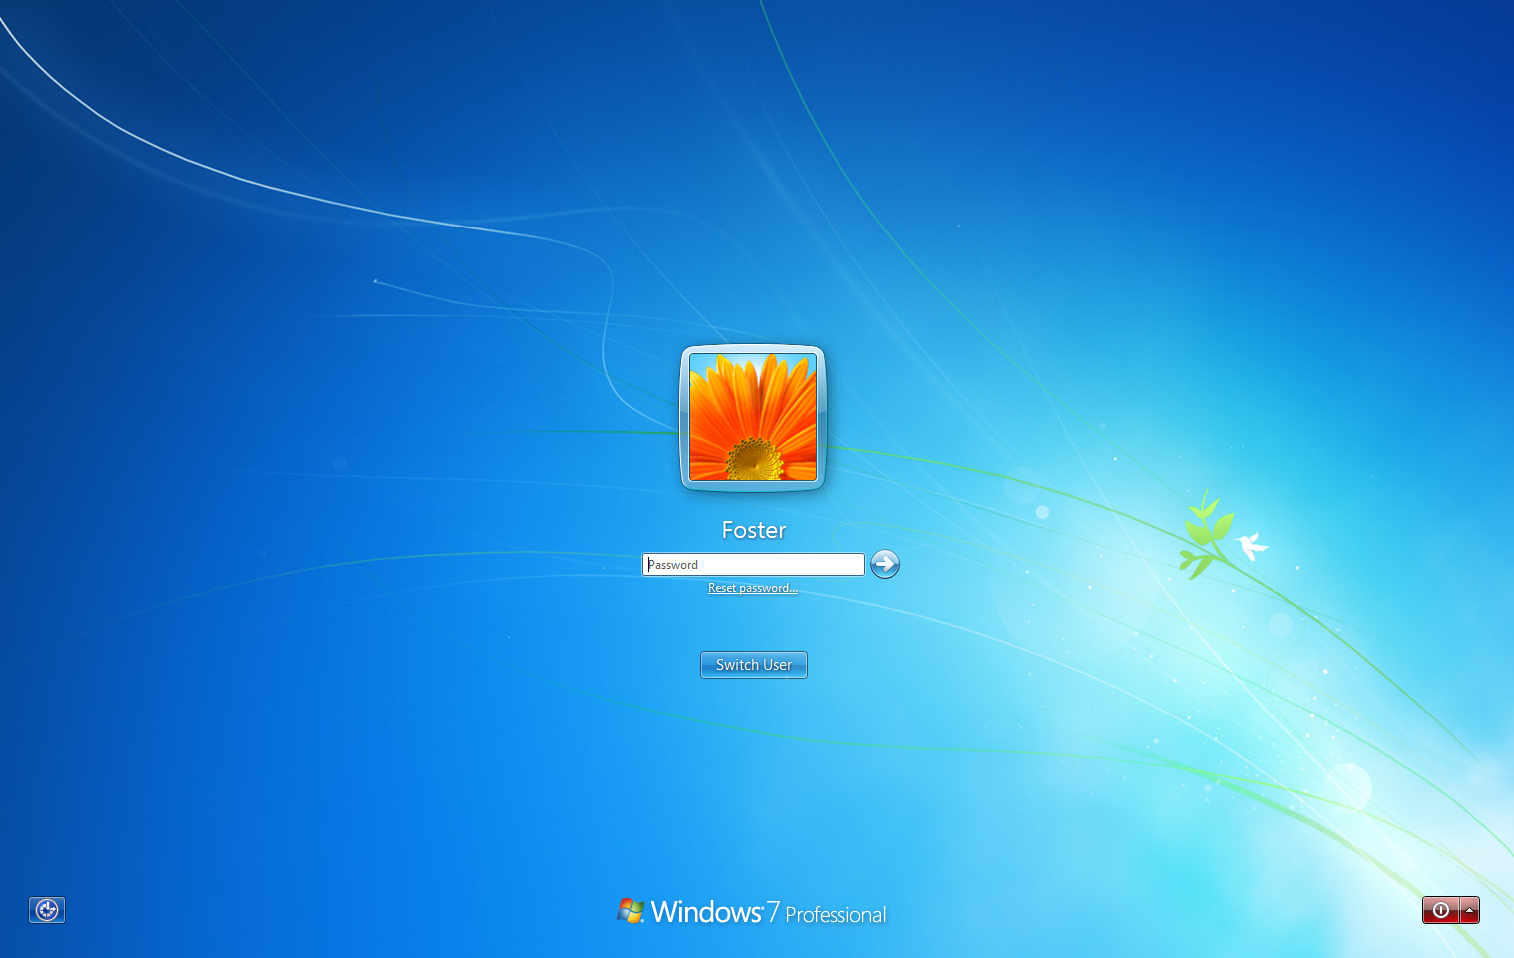 Foster
Password
Reset password...
Switch User
Windows 7 Professional